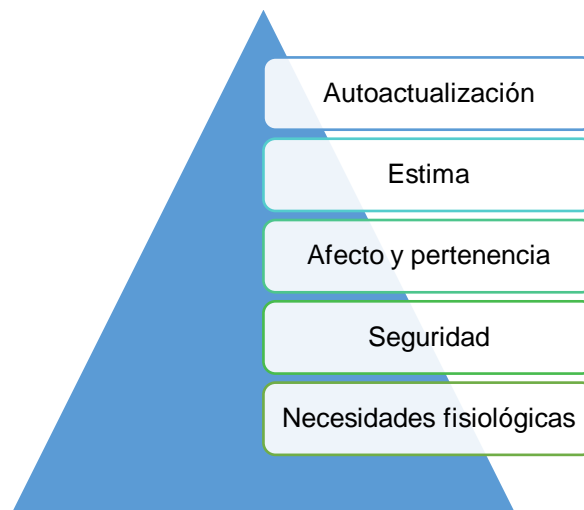 Autoactualización
Estima
Afecto y pertenencia
Seguridad
Necesidades fisiológicas